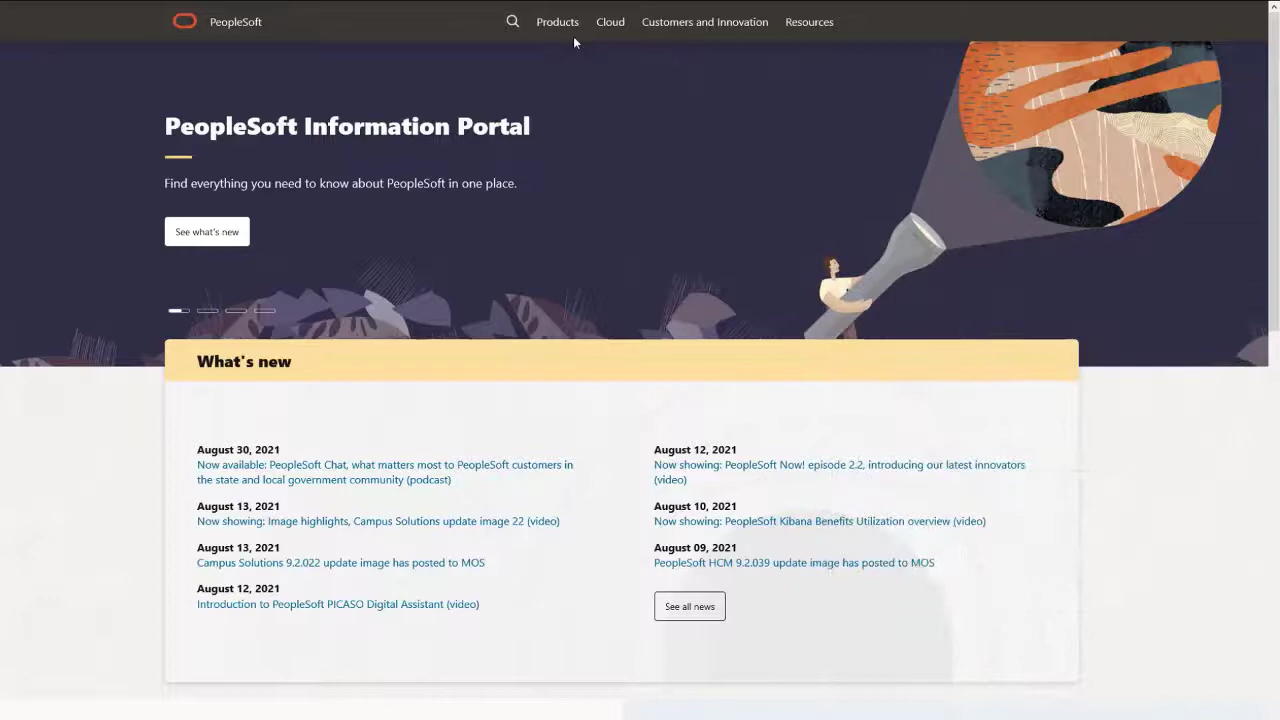 PeopleSoft
Products
Cloud
Customers and Innovation
Resources
PeopleSoft Information Portal
Find everything you need to know about PeopleSoft in one place.
See what's new
What's new
August 30, 2021
Now available: PeopleSoft Chat, what matters most to PeopleSoft customers in
the state and local government community (podcast)
August 13, 2021
Now showing: Image highlights, Campus Solutions update image 22 (video)
August 13, 2021
Campus Solutions 9.2.022 update image has posted to MOS
August 12, 2021
Introduction to PeopleSoft PICASO Digital Assistant (video)
August 12, 2021
Now showing: PeopleSoft Now! episode 2.2, introducing our latest innovators
(video)
August 10, 2021
Now showing: PeopleSoft Kibana Benefits Utilization overview (video)
August 09, 2021
PeopleSoft HCM 9.2.039 update image has posted to MOS
See all news